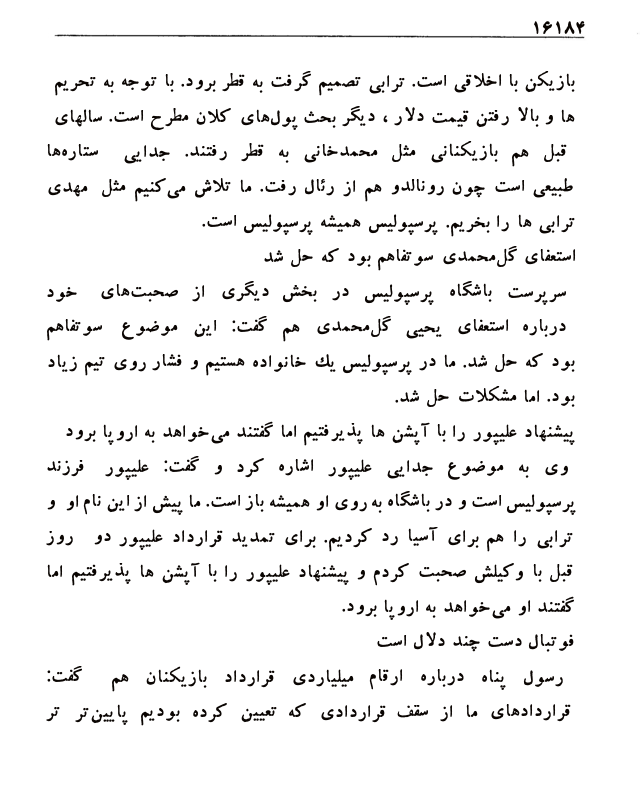 ۱۶۱۸۴
بازیکن با اخلاقی است. ترابی تصمیم گرفت به قطر برود. با توجه به تحریم
ها و بالا رفتن قیمت دلار، دیگر بحث پول‌های کلان مطرح است. سالهای
قبل هم بازیکنانی مثل محمدخانی به قطر رفتند. جدایی ستاره‌ها
طبیعی است چون رونالدو هم از رئال رفت. ما تلاش می‌کنیم مثل مهدی
ترابی ها را بخریم. پرسپولیس همیشه پرسپولیس است.
استعفای گل‌محمدی سوتفاهم بود که حل شد
سرپرست باشگاه پرسپولیس در بخش دیگری از صحبت‌های خود
درباره استعفای یحیی گل‌محمدی هم گفت: این موضوع سوتفاهم
بود که حل شد. ما در پرسپولیس یك خانواده هستیم و فشار روی تیم زیاد
بود. اما مشکلات حل شد.
پیشنهاد علیپور را با آپشن ها پذیرفتیم اما گفتند می‌خواهد به اروپا برود
وی به موضوع جدایی علیپور اشاره کرد و گفت: علیپور فرزند
پرسپولیس است و در باشگاه به روی او همیشه باز است. ما پیش از این نام او و
ترابی را هم برای آسیا رد کردیم. برای تمدید قرارداد علیپور دو روز
قبل با وکیلش صحبت کردم و پیشنهاد علیپور را با آپشن ها پذیرفتیم اما
گفتند او می‌خواهد به اروپا برود.
فوتبال دست چند دلال است
رسول پناه درباره ارقام میلیاردی قرارداد بازیکنان هم گفت:
قراردادهای ما از سقف قراردادی که تعیین کرده بودیم پایین‌تر تر